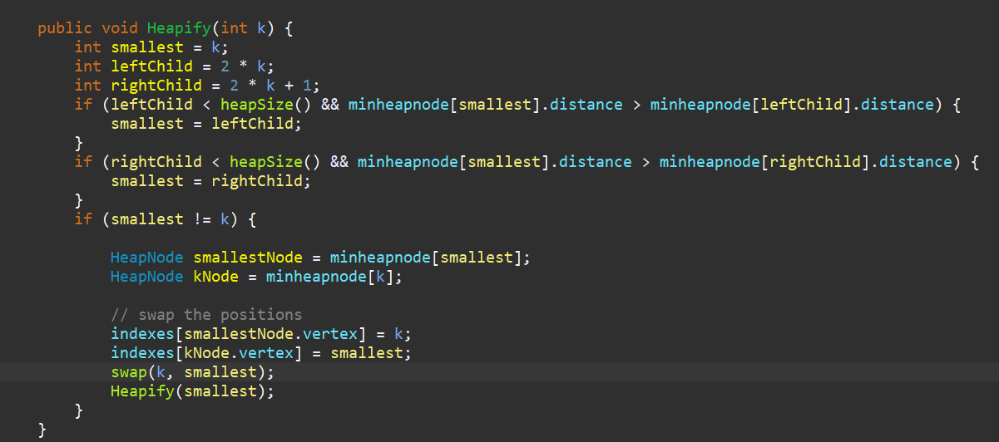 public void Heapify(int k) {
    int smallest = k;
    int leftChild = 2 * k;
    int rightChild = 2 * k + 1;
    if (leftChild < heapSize() && minheapnode[smallest].distance > minheapnode[leftChild].distance) {
        smallest = leftChild;
    }
    if (rightChild < heapSize() && minheapnode[smallest].distance > minheapnode[rightChild].distance) {
        smallest = rightChild;
    }
    if (smallest != k) {

        HeapNode smallestNode = minheapnode[smallest];
        HeapNode kNode = minheapnode[k];

        // swap the positions
        indexes[smallestNode.vertex] = k;
        indexes[kNode.vertex] = smallest;
        swap(k, smallest);
        Heapify(smallest);
    }
}